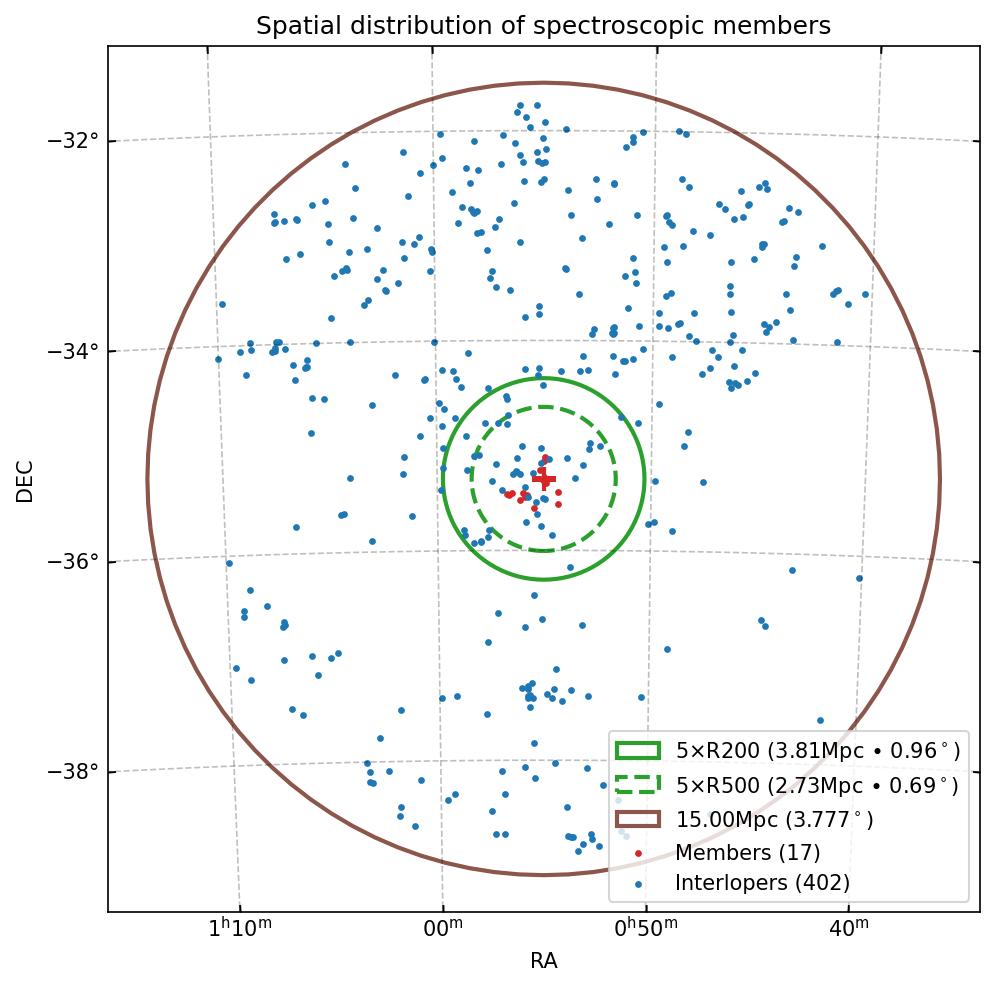 Spatial distribution of spectroscopic members
−32°
−34°
−36°
−38°
DEC
5×R200 (3.81Mpc • 0.96°)
5×R500 (2.73Mpc • 0.69°)
15.00Mpc (3.777°)
Members (17)
Interlopers (402)
1ʰ10ᵐ 00ᵐ 0ʰ50ᵐ 40ᵐ
RA